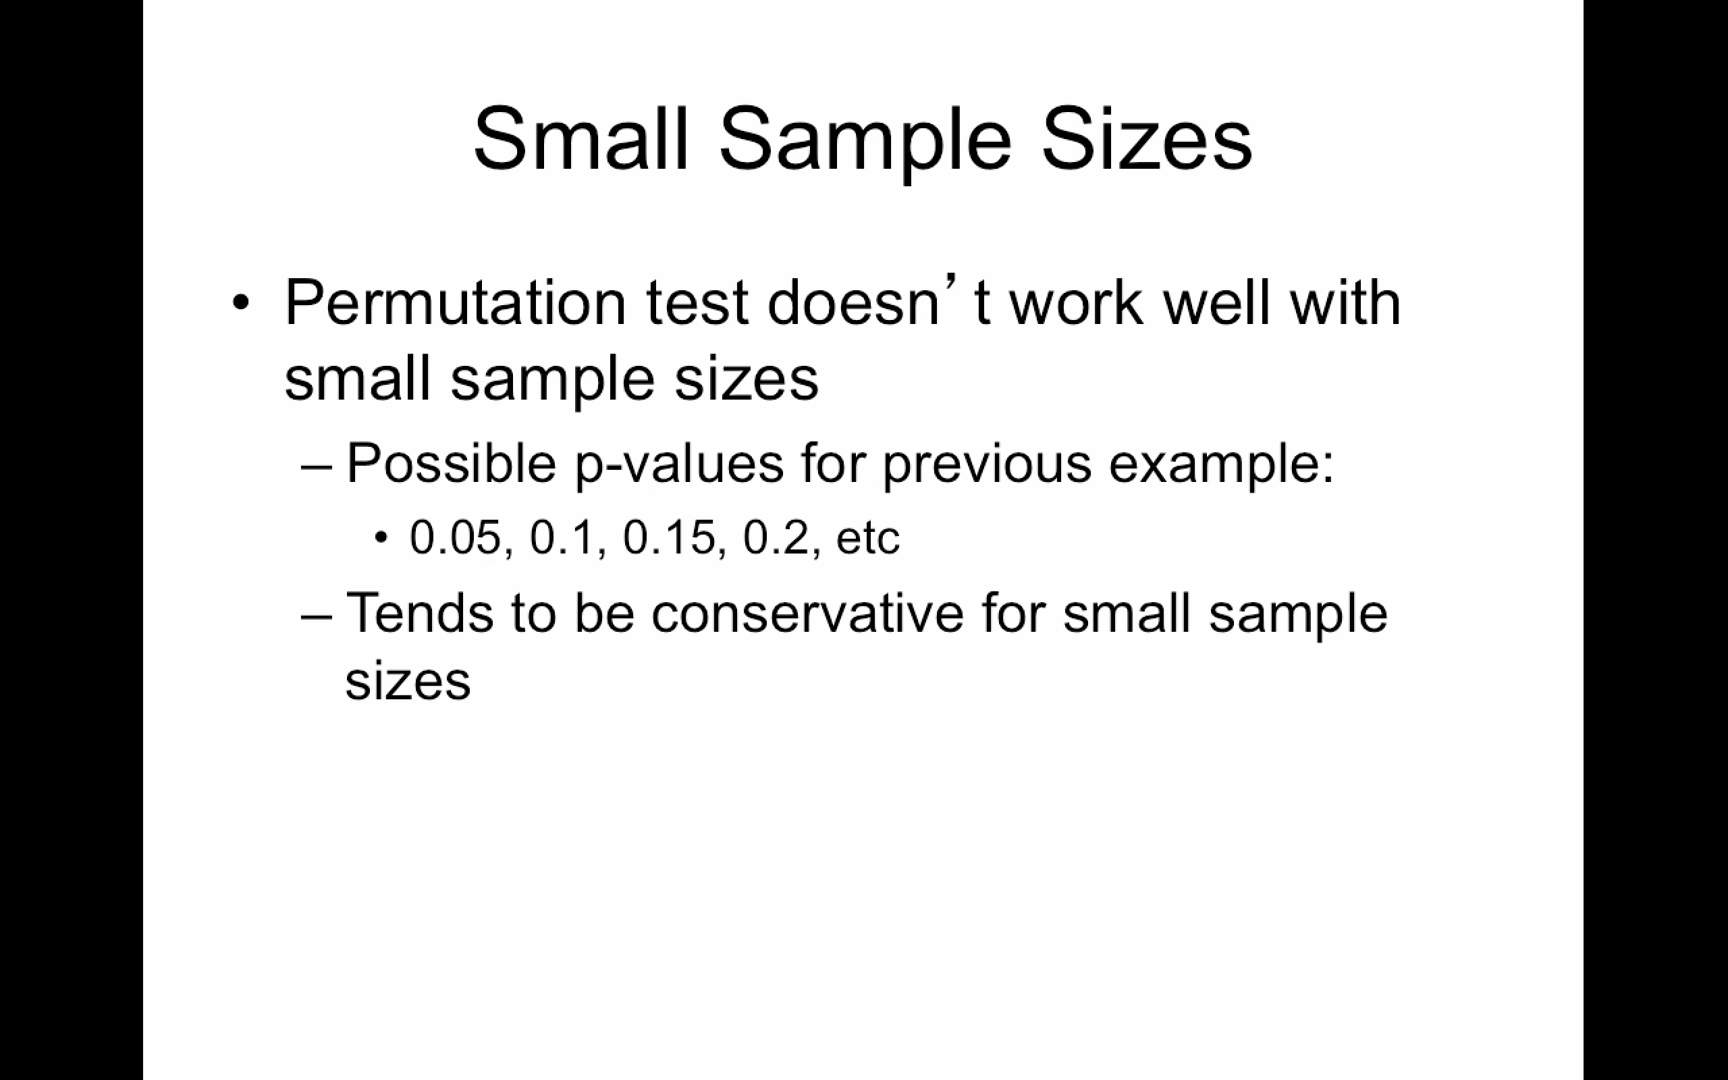 Small Sample Sizes
• Permutation test doesn’t work well with
small sample sizes
– Possible p-values for previous example:
• 0.05, 0.1, 0.15, 0.2, etc
– Tends to be conservative for small sample
sizes